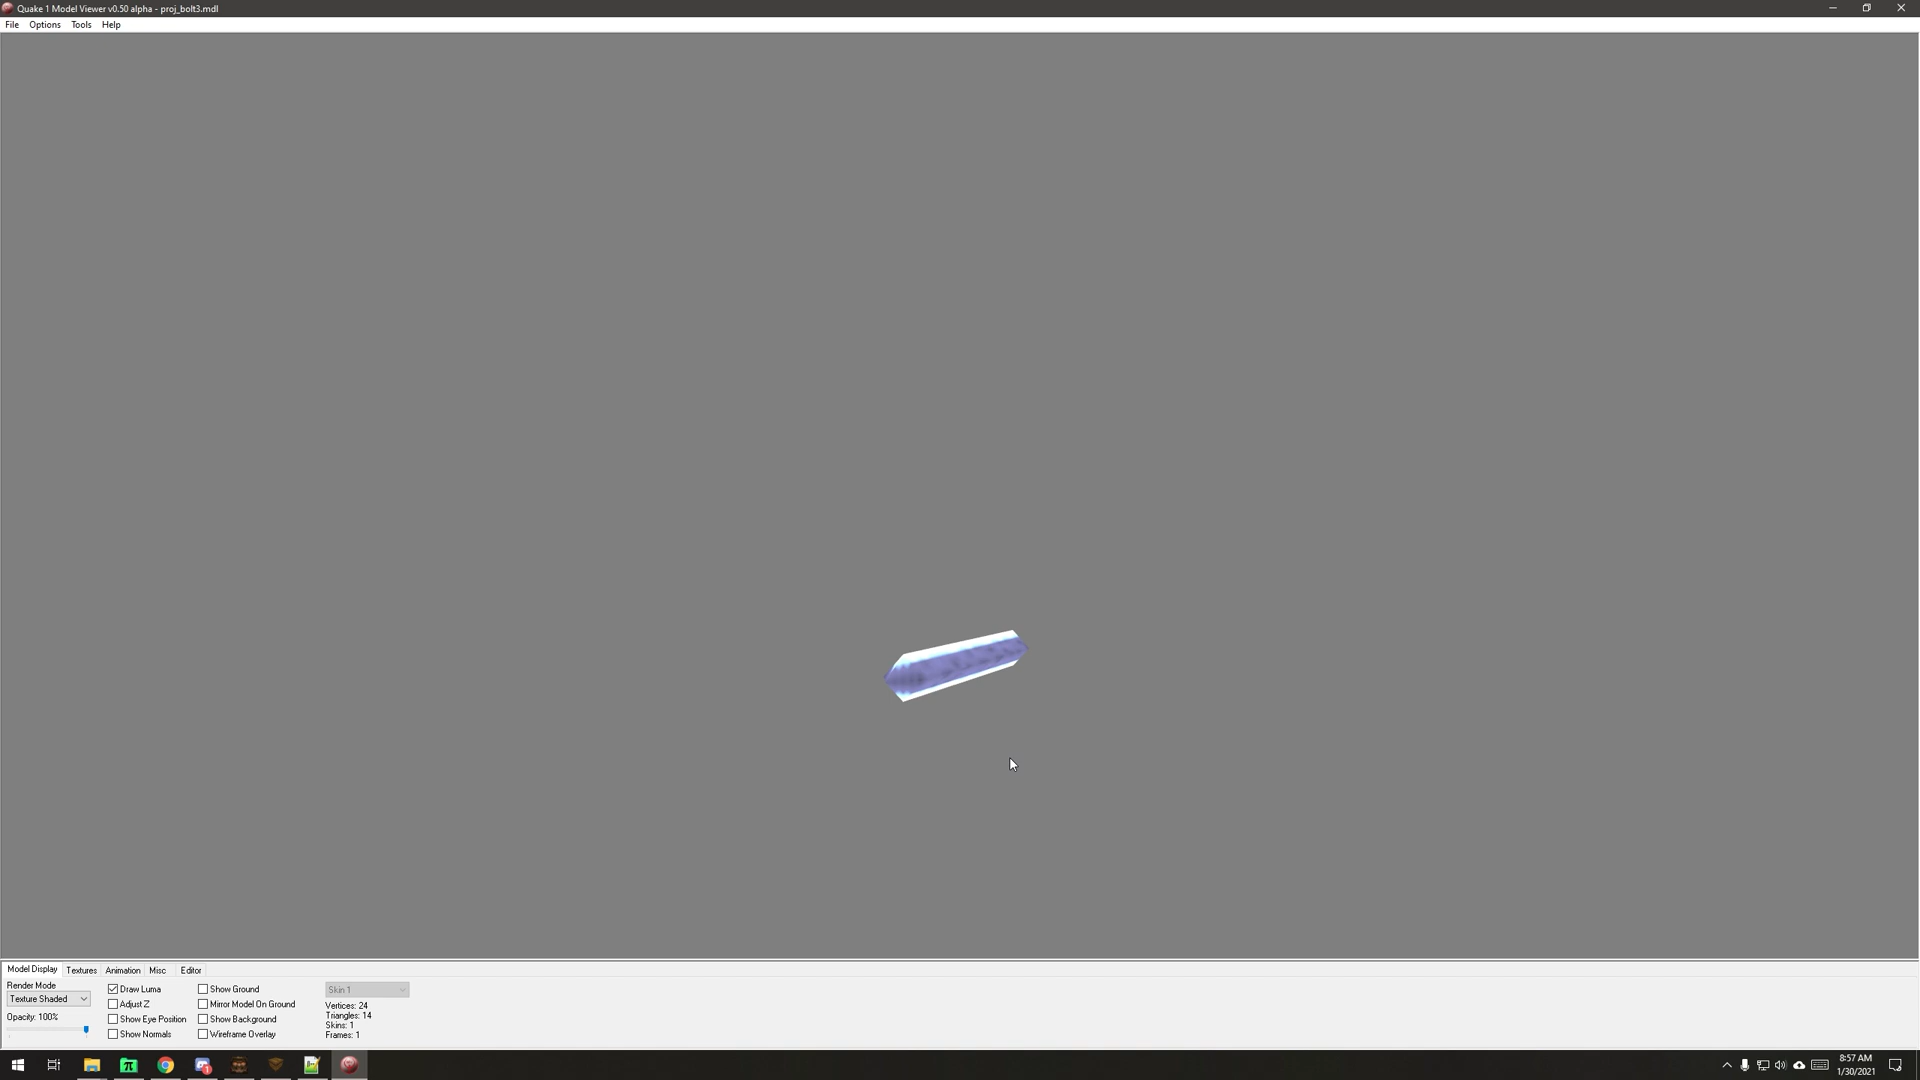 Quake 1 Model Viewer v0.50 alpha - proj_bolt3.mdl
File Options Tools Help
Model Display Textures Animation Misc Editor
Render Mode
Texture Shaded
Opacity: 100%
Draw Luma
Adjust Z
Show Eye Position
Show Normals
Show Ground
Mirror Model On Ground
Show Background
Wireframe Overlay
Skin 1
Vertices: 24
Triangles: 14
Skins: 1
Frames: 1
8:57 AM
1/30/2021